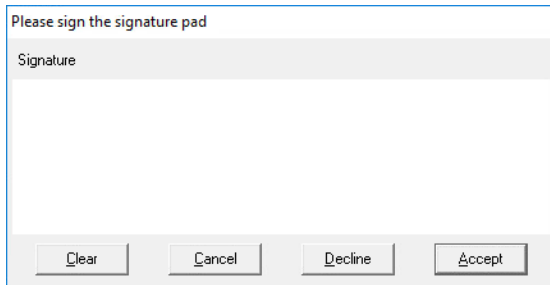 Please sign the signature pad
Signature
Clear Cancel Decline Accept